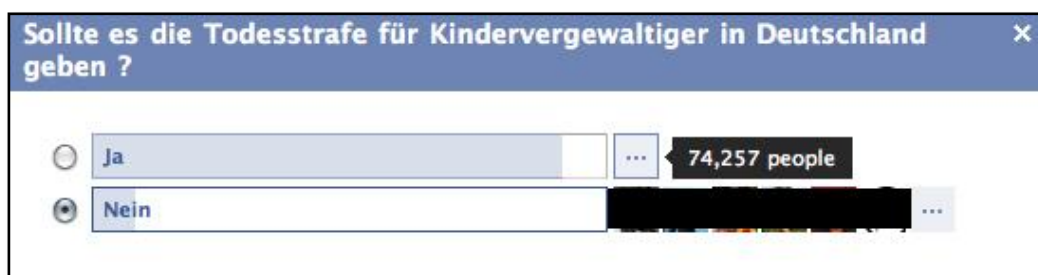 Sollte es die Todesstrafe für Kindervergewaltiger in Deutschland
geben ?
Ja
... 74,257 people
Nein
...